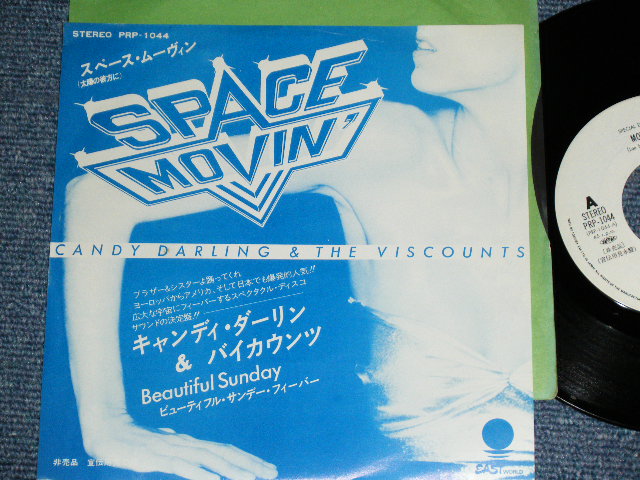 STEREO PRP-1044
スペース・ムーヴィン
(太陽の彼方に)
SPACE
MOVIN'
CANDY DARLING & THE VISCOUNTS
ブラザー&シスターよ踊ってくれ
ヨーロッパからアメリカ、そして日本でも爆発的人気!!
広大な宇宙にフィーバーするスペクタクル・ディスコ
サウンドの決定盤!!
キャンディ・ダーリン
& バイカウンツ
Beautiful Sunday
ビューティフル・サンデー・フィーバー
非売品
EAST WORLD
A
STEREO
PRP-1044